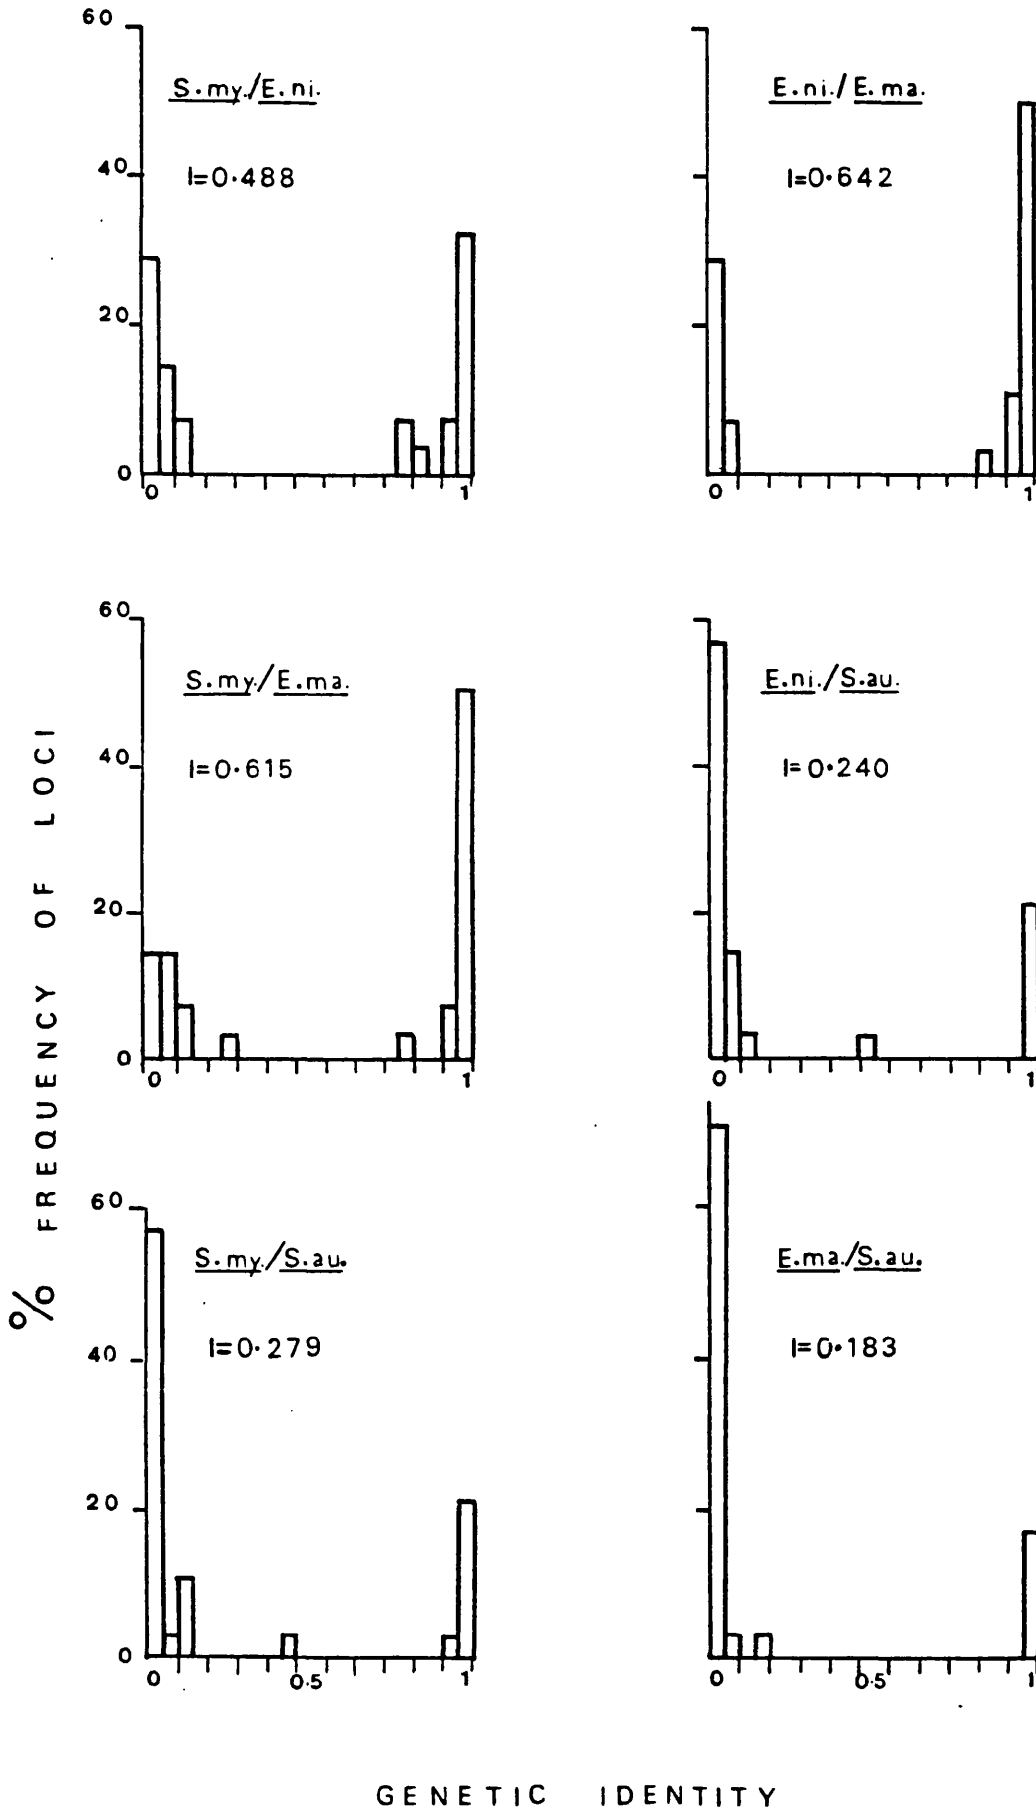 60
S.my./E.ni.
I=0·488
40
20
0
0 1
E.ni./E.ma.
I=0·642
0 1
60
S.my./E.ma.
I=0·615
40
20
0
0 1
E.ni./S.au.
I=0·240
0 1
60
S.my./S.au.
I=0·279
40
20
0
0 0·5 1
E.ma./S.au.
I=0·183
0 0·5 1
% FREQUENCY OF LOCI
GENETIC IDENTITY